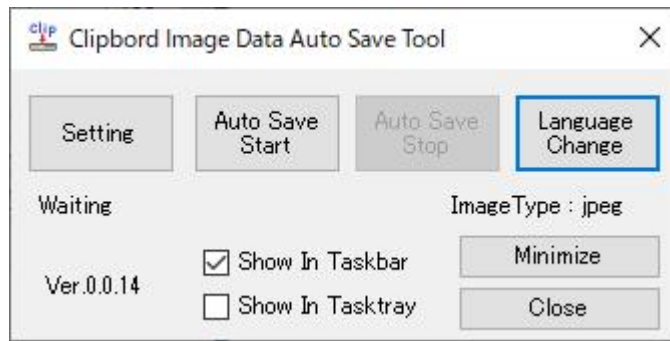 clip
Clipbord Image Data Auto Save Tool
Setting
Auto Save
Start
Auto Save
Stop
Language
Change
Waiting
ImageType : jpeg
Ver.0.0.14
Show In Taskbar
Show In Tasktray
Minimize
Close